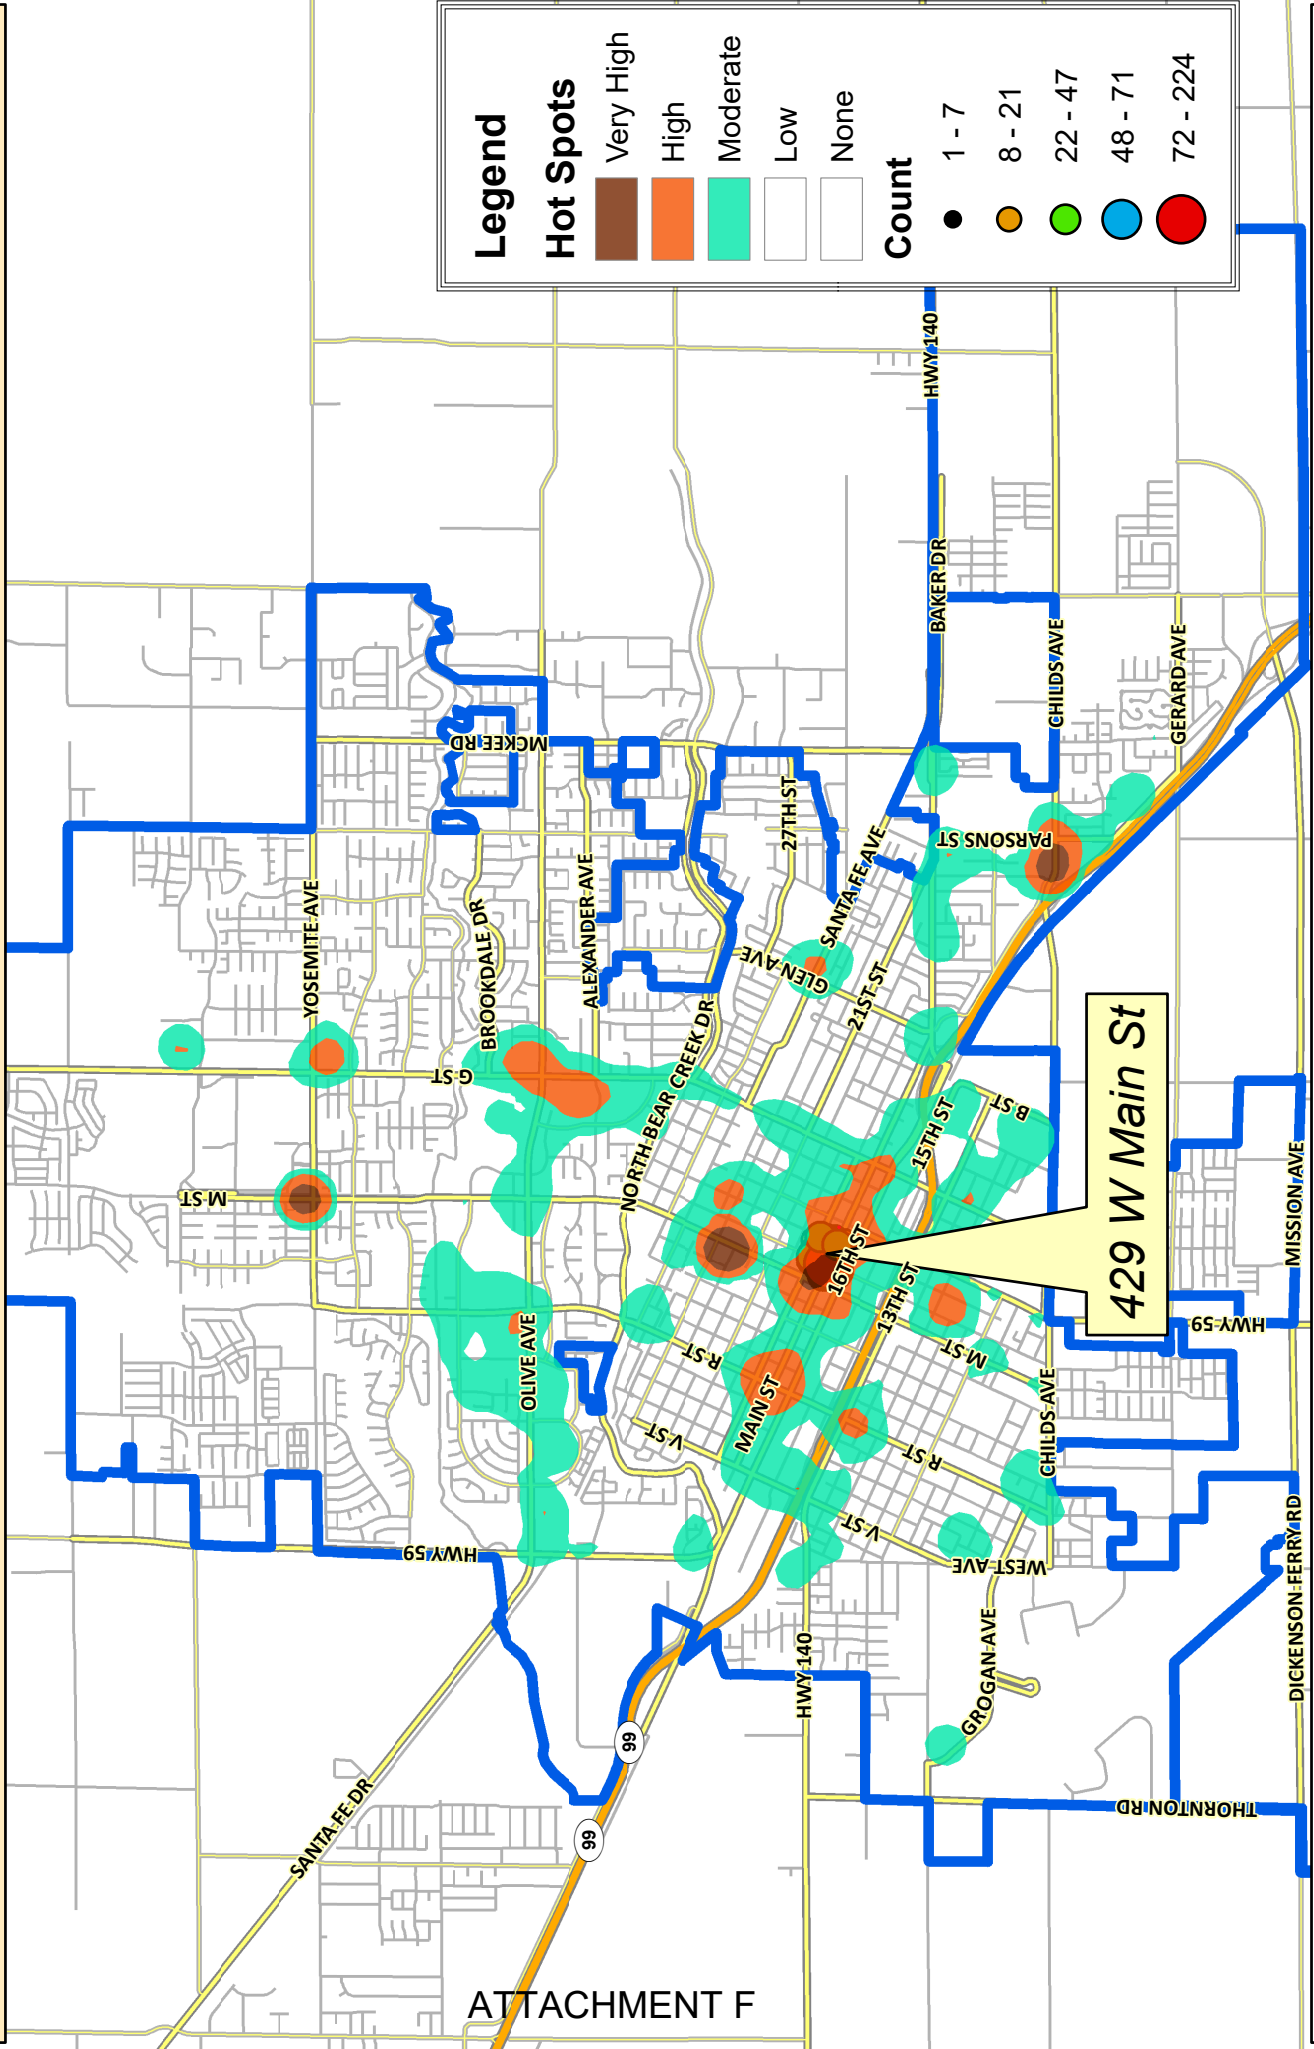 Legend
Hot Spots
Very High
High
Moderate
Low
None
Count
1 - 7
8 - 21
22 - 47
48 - 71
72 - 224
429 W Main St
ATTACHMENT F
SANTA FE DR
99
99
HWY 59
M ST
YOSEMITE AVE
G ST
BROOKDALE DR
MCKEE RD
ALEXANDER AVE
OLIVE AVE
NORTH BEAR CREEK DR
R ST
V ST
MAIN ST
GLEN AVE
27TH ST
SANTA FE AVE
21ST ST
16TH ST
13TH ST
15TH ST
B ST
M ST
R ST
V ST
WEST AVE
HWY 140
GROGAN AVE
THORNTON RD
DICKENSON FERRY RD
CHILDS AVE
HWY 59
MISSION AVE
PARSONS ST
BAKER DR
HWY 140
CHILDS AVE
GERARD AVE